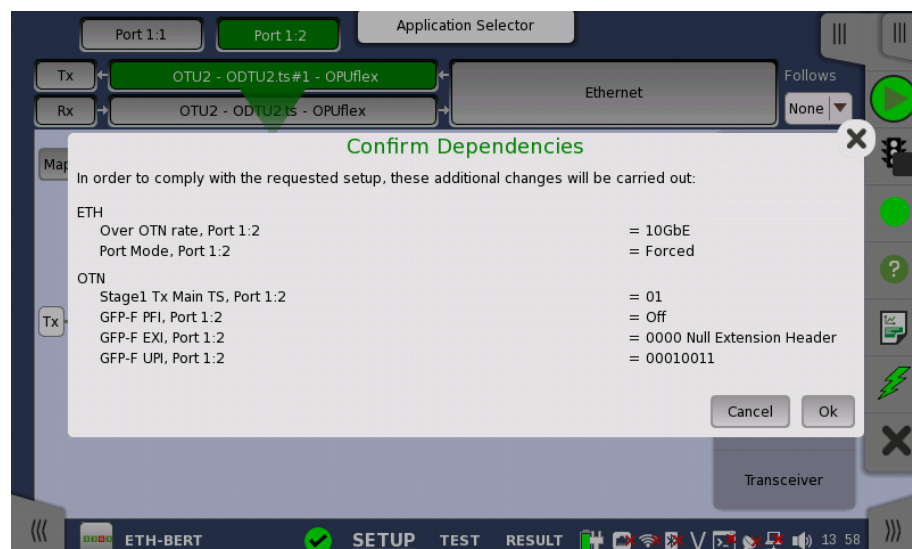 Port 1:1
Port 1:2
Application Selector
Tx
OTU2 - ODTU2.ts#1 - OPUflex
Ethernet
Follows
Rx
OTU2 - ODTU2.ts - OPUflex
None
Confirm Dependencies
Map
In order to comply with the requested setup, these additional changes will be carried out:
ETH
Over OTN rate, Port 1:2 = 10GbE
Port Mode, Port 1:2 = Forced
OTN
Stage1 Tx Main TS, Port 1:2 = 01
GFP-F PFI, Port 1:2 = Off
GFP-F EXI, Port 1:2 = 0000 Null Extension Header
GFP-F UPI, Port 1:2 = 00010011
Tx
Cancel
Ok
Transceiver
ETH-BERT
SETUP
TEST
RESULT
13 58